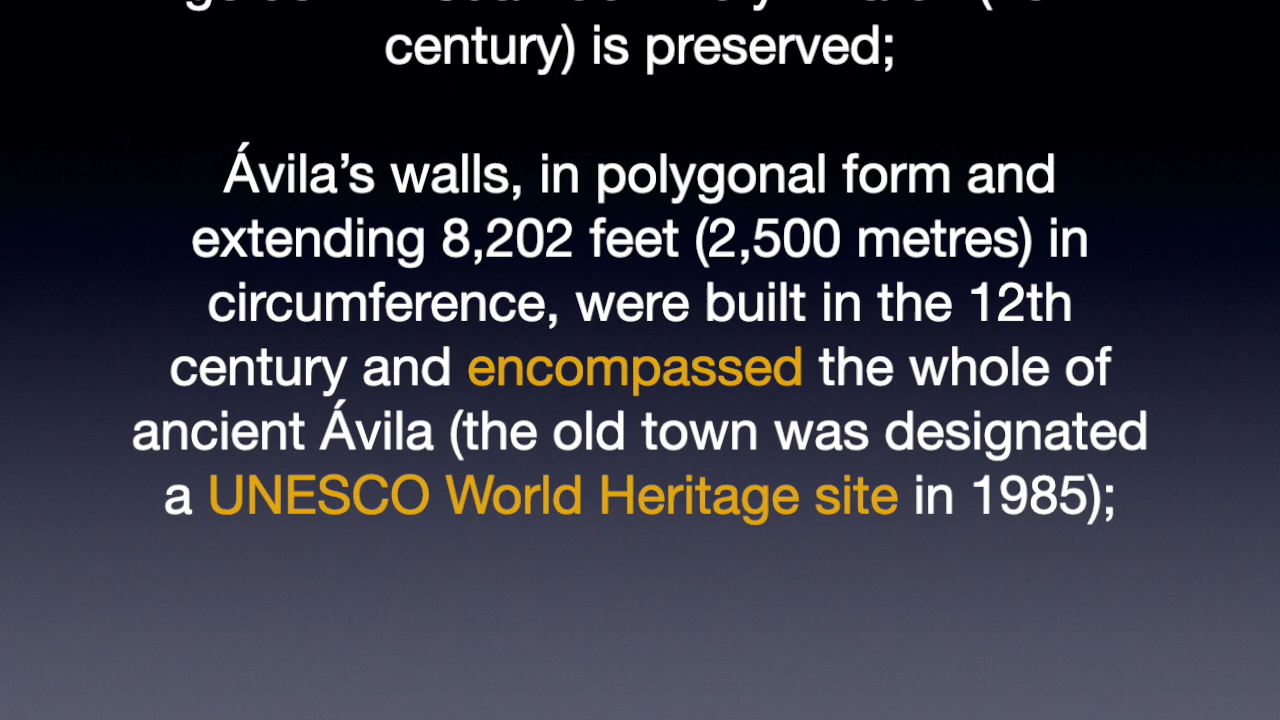 century) is preserved;
Ávila’s walls, in polygonal form and
extending 8,202 feet (2,500 metres) in
circumference, were built in the 12th
century and encompassed the whole of
ancient Ávila (the old town was designated
a UNESCO World Heritage site in 1985);